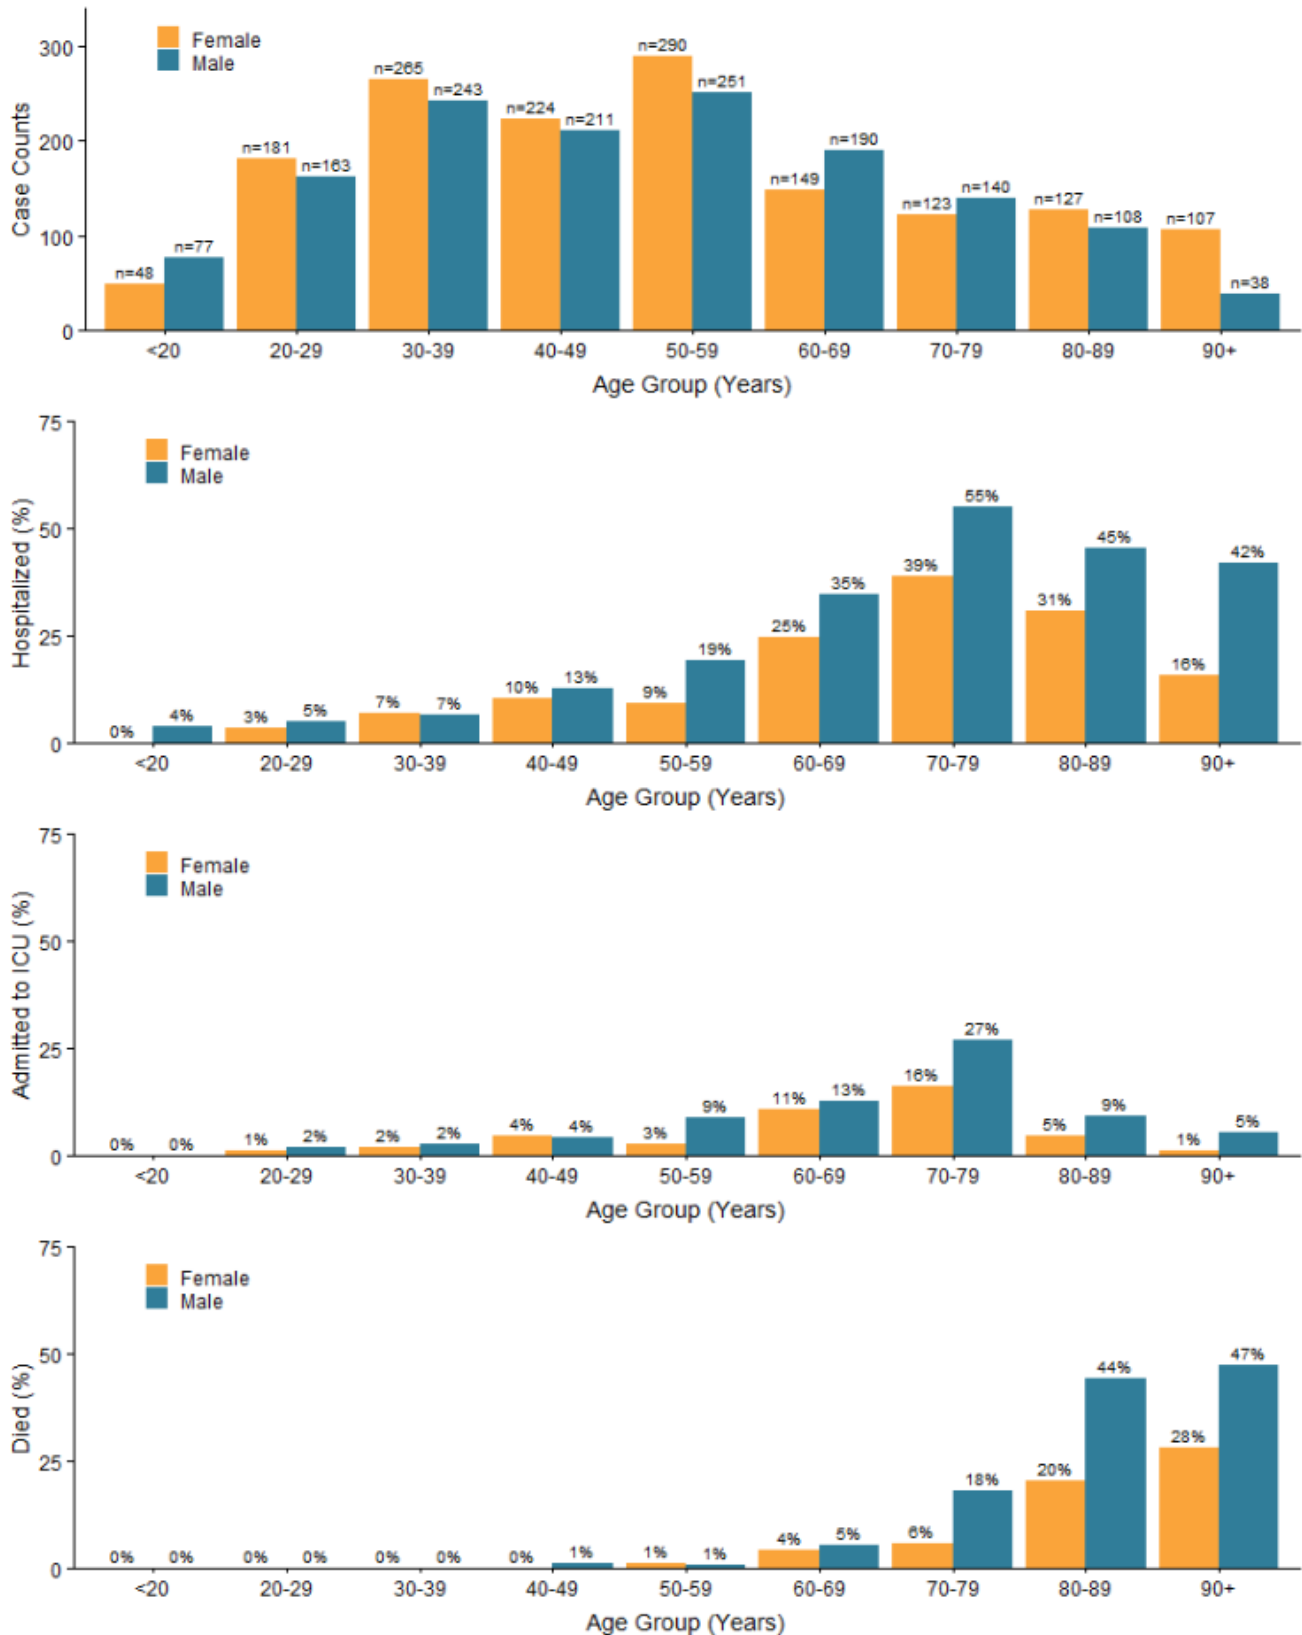 Female
Male
Case Counts
300
200
100
0
n=48
n=77
n=181
n=163
n=265
n=243
n=224
n=211
n=290
n=251
n=149
n=190
n=123
n=140
n=127
n=108
n=107
n=38
<20 20-29 30-39 40-49 50-59 60-69 70-79 80-89 90+
Age Group (Years)
Female
Male
Hospitalized (%)
75
50
25
0
0% 4% 3% 5% 7% 7% 10% 13% 9% 19% 25% 35% 39% 55% 31% 45% 16% 42%
<20 20-29 30-39 40-49 50-59 60-69 70-79 80-89 90+
Age Group (Years)
Female
Male
Admitted to ICU (%)
75
50
25
0
0% 0% 1% 2% 2% 2% 4% 4% 3% 9% 11% 13% 16% 27% 5% 9% 1% 5%
<20 20-29 30-39 40-49 50-59 60-69 70-79 80-89 90+
Age Group (Years)
Female
Male
Died (%)
75
50
25
0
0% 0% 0% 0% 0% 0% 0% 1% 1% 1% 4% 5% 6% 18% 20% 44% 28% 47%
<20 20-29 30-39 40-49 50-59 60-69 70-79 80-89 90+
Age Group (Years)